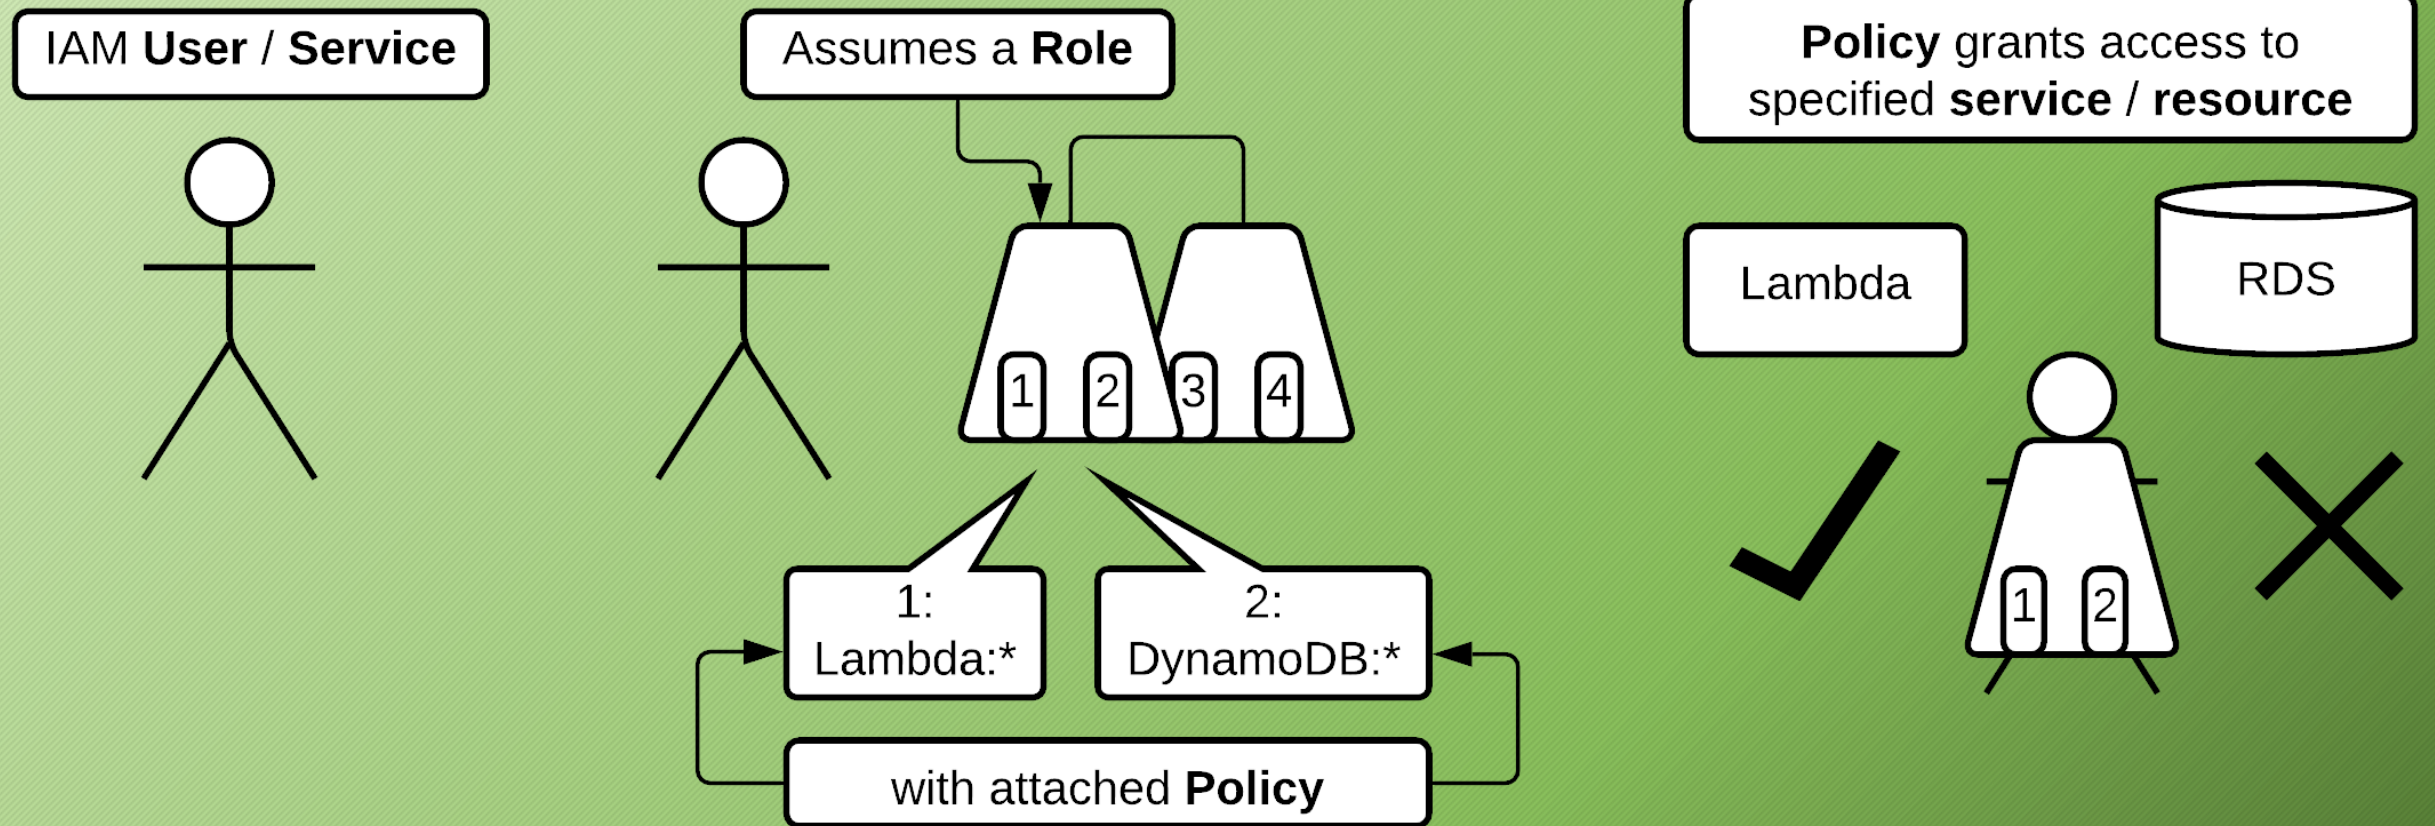 IAM User / Service
Assumes a Role
Policy grants access to
specified service / resource
Lambda
RDS
1
2
3
4
1:
Lambda:*
2:
DynamoDB:*
with attached Policy
1
2